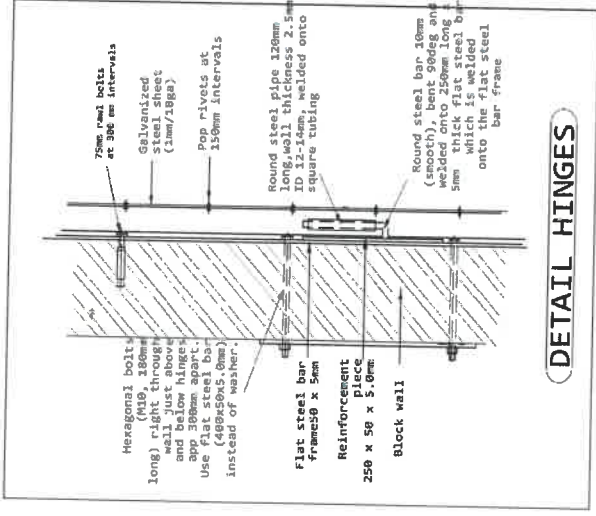 75mm rawl bolts
at 300 mm intervals
Galvanized
steel sheet
(1mm/18ga)
Pop rivets at
150mm intervals
Round steel pipe 120mm
long,wall thickness 2.5m
ID 12-14mm, welded onto
square tubing
Round steel bar 10mm
(smooth), bent 90deg and
welded onto 250mm long
5mm thick flat steel bar
which is welded
onto the flat steel
bar frame
Hexagonal bolts
(M10, 180mm
long) right through
wall just above
and below hinges
app 300mm apart.
Use flat steel bar
(400x50x5.0mm)
instead of washer.
Flat steel bar
frame50 x 5mm
Reinforcement
piece
250 x 50 x 5.0mm
Block wall
DETAIL HINGES